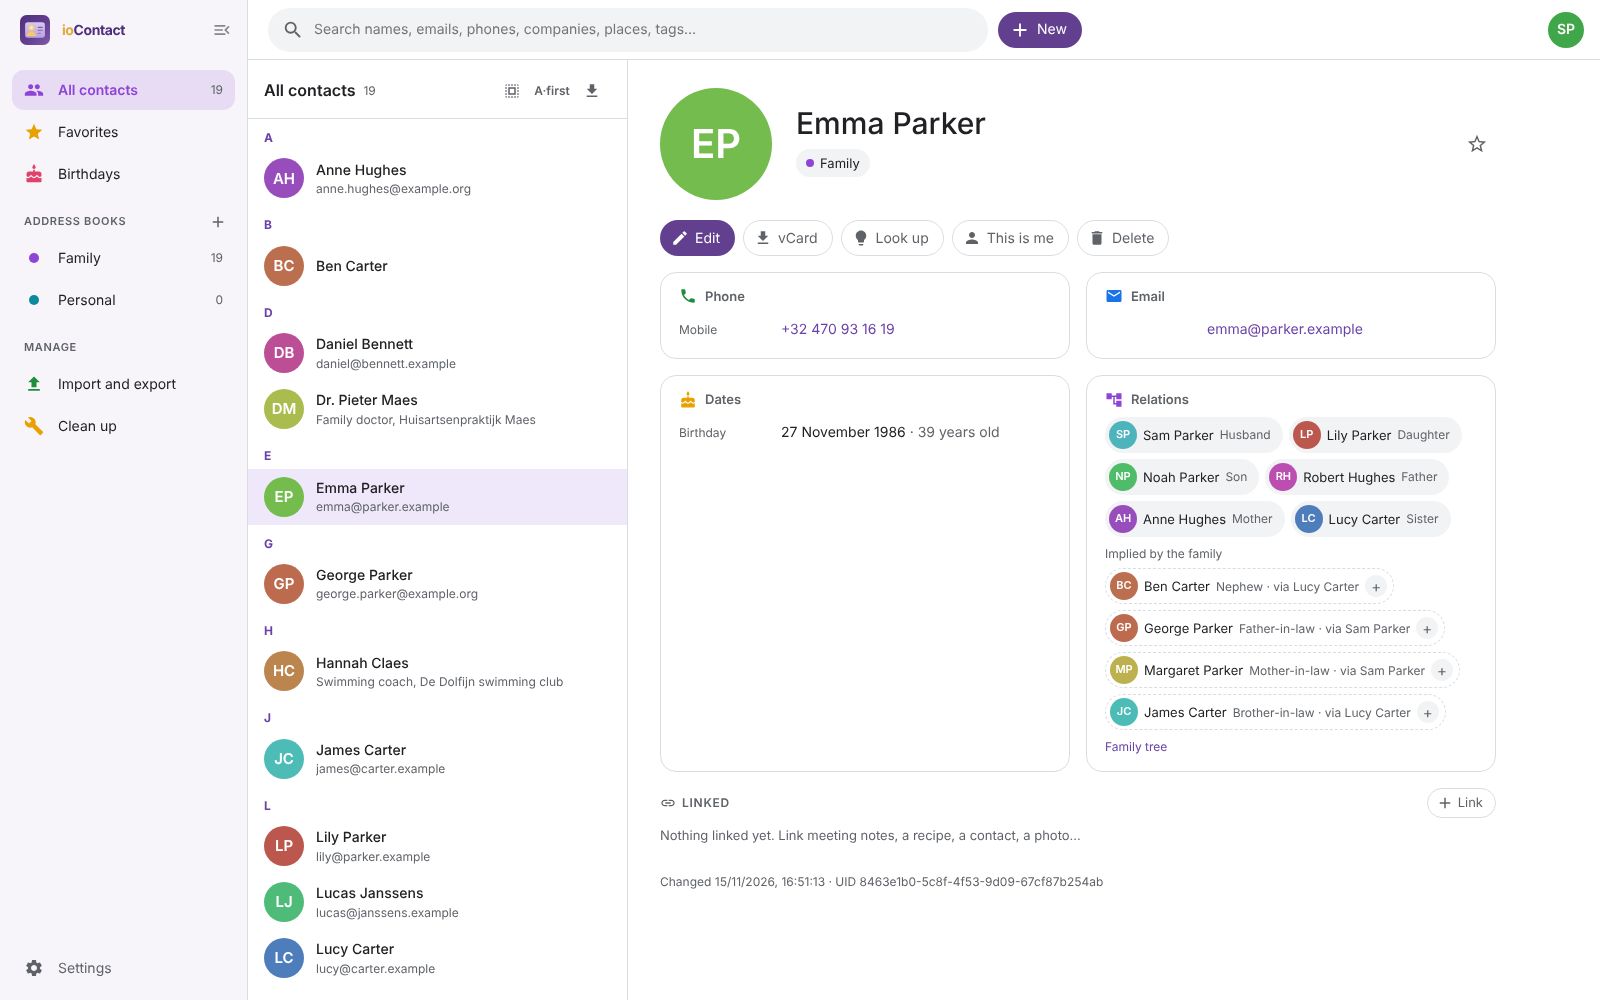 ioContact
Search names, emails, phones, companies, places, tags...
New
SP
All contacts 19
Favorites
Birthdays
ADDRESS BOOKS
Family 19
Personal 0
MANAGE
Import and export
Clean up
Settings
All contacts 19
A·first
A
AH
Anne Hughes
anne.hughes@example.org
B
BC
Ben Carter
D
DB
Daniel Bennett
daniel@bennett.example
DM
Dr. Pieter Maes
Family doctor, Huisartsenpraktijk Maes
E
EP
Emma Parker
emma@parker.example
G
GP
George Parker
george.parker@example.org
H
HC
Hannah Claes
Swimming coach, De Dolfijn swimming club
J
JC
James Carter
james@carter.example
L
LP
Lily Parker
lily@parker.example
LJ
Lucas Janssens
lucas@janssens.example
LC
Lucy Carter
lucy@carter.example
EP
Emma Parker
Family
Edit
vCard
Look up
This is me
Delete
Phone
Mobile +32 470 93 16 19
Email
emma@parker.example
Dates
Birthday 27 November 1986 · 39 years old
Relations
SP Sam Parker Husband
LP Lily Parker Daughter
NP Noah Parker Son
RH Robert Hughes Father
AH Anne Hughes Mother
LC Lucy Carter Sister
Implied by the family
BC Ben Carter Nephew · via Lucy Carter +
GP George Parker Father-in-law · via Sam Parker +
MP Margaret Parker Mother-in-law · via Sam Parker +
JC James Carter Brother-in-law · via Lucy Carter +
Family tree
LINKED
Link
Nothing linked yet. Link meeting notes, a recipe, a contact, a photo...
Changed 15/11/2026, 16:51:13 · UID 8463e1b0-5c8f-4f53-9d09-67cf87b254ab